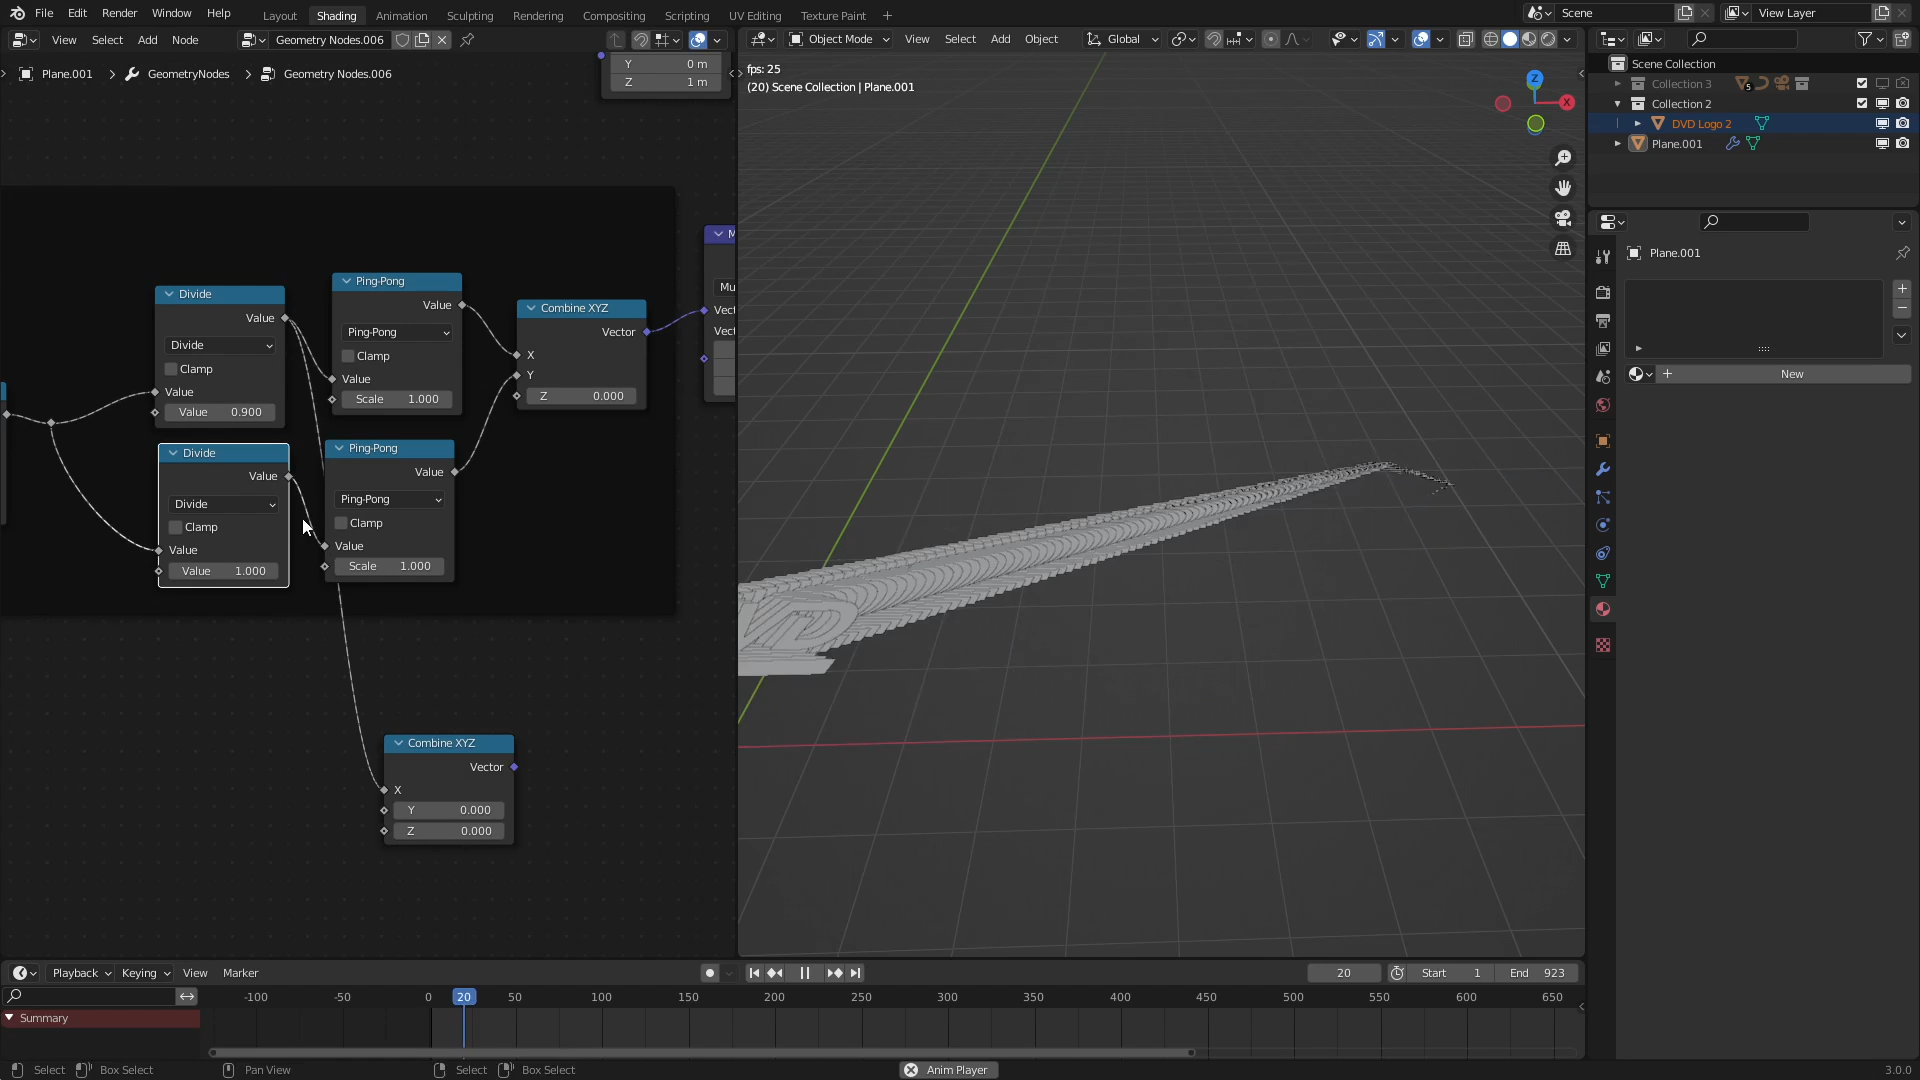 File Edit Render Window Help Layout Shading Animation Sculpting Rendering Compositing Scripting UV Editing Texture Paint + Scene View Layer
View Select Add Node Geometry Nodes.006 Object Mode View Select Add Object Global
Plane.001 > GeometryNodes > Geometry Nodes.006
Y 0 m
Z 1 m
fps: 25
(20) Scene Collection | Plane.001
Z
X
Scene Collection
Collection 3
5
Collection 2
DVD Logo 2
Plane.001
Plane.001
New
Divide
Value
Divide
Clamp
Value
Value 0.900
Ping-Pong
Value
Ping-Pong
Clamp
Value
Scale 1.000
Combine XYZ
Vector
X
Y
Z 0.000
M
Mu
Vect
Vect
Divide
Value
Divide
Clamp
Value
Value 1.000
Ping-Pong
Value
Ping-Pong
Clamp
Value
Scale 1.000
Combine XYZ
Vector
X
Y 0.000
Z 0.000
Playback Keying View Marker 20 Start 1 End 923
-100 -50 0 20 50 100 150 200 250 300 350 400 450 500 550 600 650
Summary
Select Box Select Pan View Select Box Select Anim Player 3.0.0